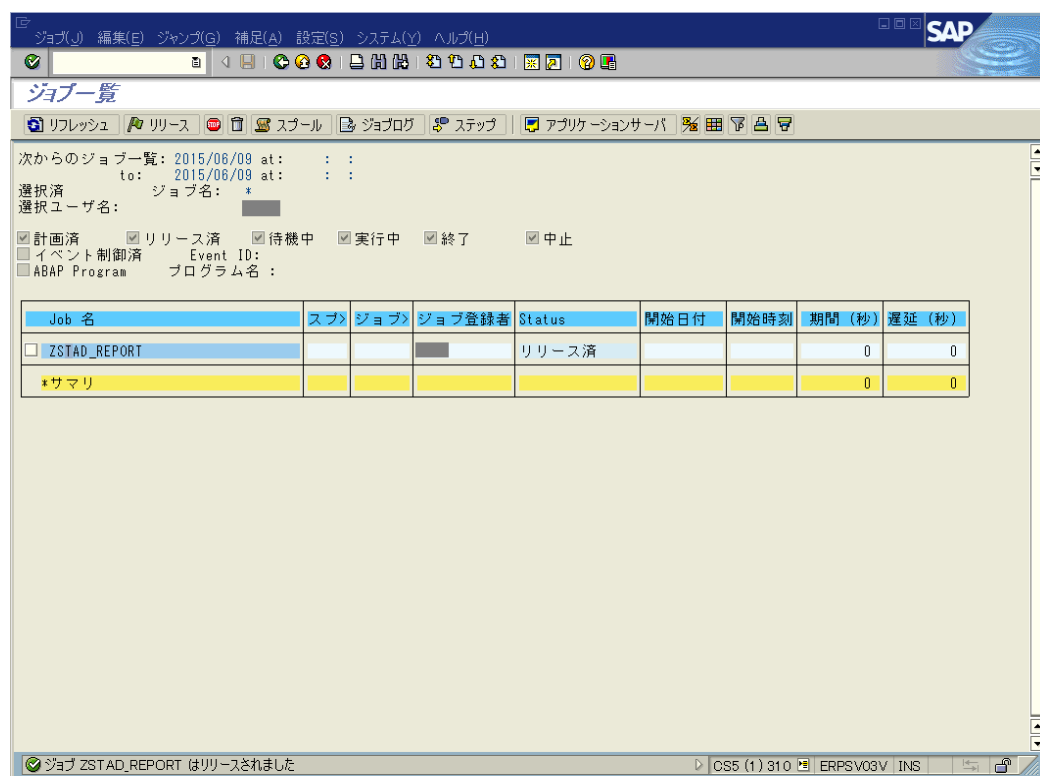 ジョブ(J) 編集(E) ジャンプ(G) 補足(A) 設定(S) システム(Y) ヘルプ(H)
SAP
ジョブ一覧
リフレッシュ リリース スプール ジョブログ ステップ アプリケーションサーバ
次からのジョブ一覧: 2015/06/09 at: : :
to: 2015/06/09 at: : :
選択済 ジョブ名: *
選択ユーザ名:
計画済 リリース済 待機中 実行中 終了 中止
イベント制御済 Event ID:
ABAP Program プログラム名 :
Job 名 スプ> ジョブ> ジョブ登録者 Status 開始日付 開始時刻 期間 (秒) 遅延 (秒)
ZSTAD_REPORT リリース済 0 0
*サマリ 0 0
ジョブ ZSTAD_REPORT はリリースされました CS5 (1) 310 ERPSV03V INS